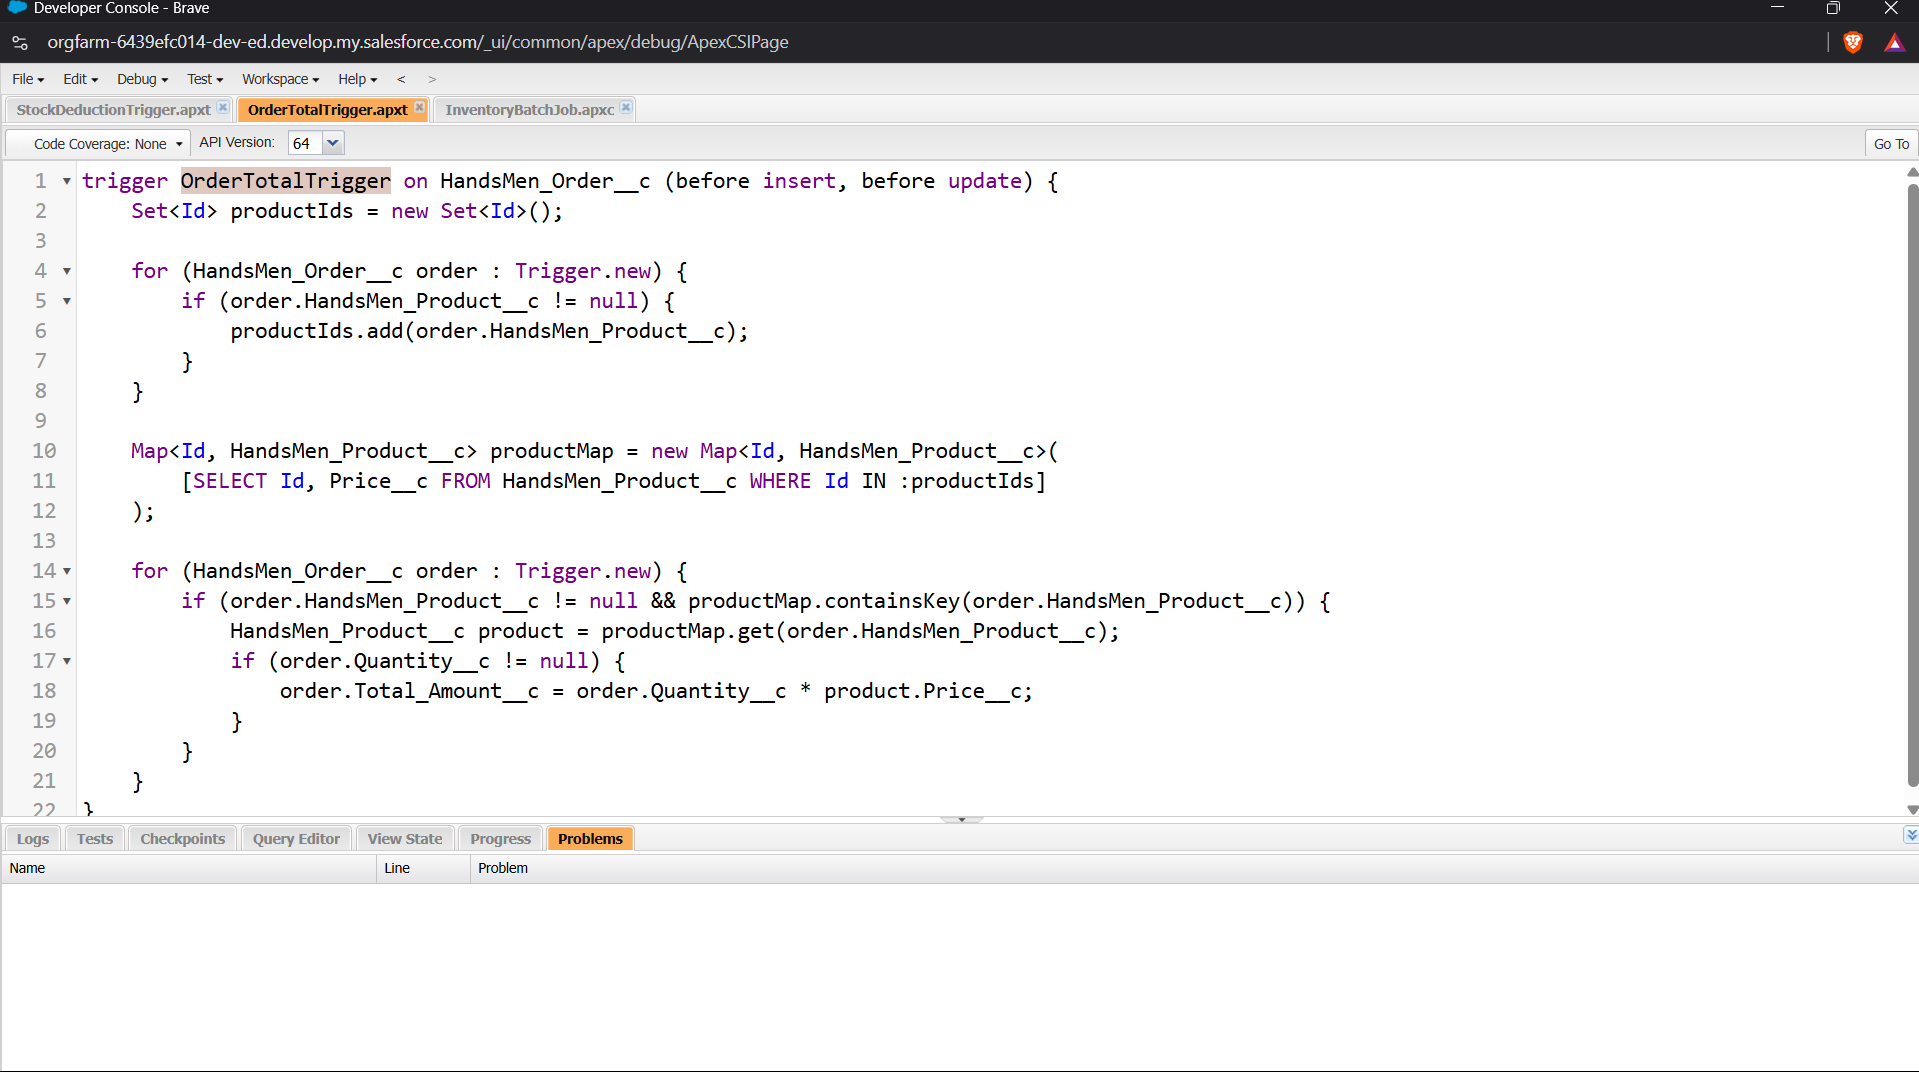 Developer Console - Brave
orgfarm-6439efc014-dev-ed.develop.my.salesforce.com/_ui/common/apex/debug/ApexCSIPage
File Edit Debug Test Workspace Help < >
StockDeductionTrigger.apxt OrderTotalTrigger.apxt InventoryBatchJob.apxc
Code Coverage: None API Version: 64 Go To
1 trigger OrderTotalTrigger on HandsMen_Order__c (before insert, before update) {
2     Set<Id> productIds = new Set<Id>();
3
4     for (HandsMen_Order__c order : Trigger.new) {
5         if (order.HandsMen_Product__c != null) {
6             productIds.add(order.HandsMen_Product__c);
7         }
8     }
9
10     Map<Id, HandsMen_Product__c> productMap = new Map<Id, HandsMen_Product__c>(
11         [SELECT Id, Price__c FROM HandsMen_Product__c WHERE Id IN :productIds]
12     );
13
14     for (HandsMen_Order__c order : Trigger.new) {
15         if (order.HandsMen_Product__c != null && productMap.containsKey(order.HandsMen_Product__c)) {
16             HandsMen_Product__c product = productMap.get(order.HandsMen_Product__c);
17             if (order.Quantity__c != null) {
18                 order.Total_Amount__c = order.Quantity__c * product.Price__c;
19             }
20         }
21     }
22 }
Logs Tests Checkpoints Query Editor View State Progress Problems
Name Line Problem